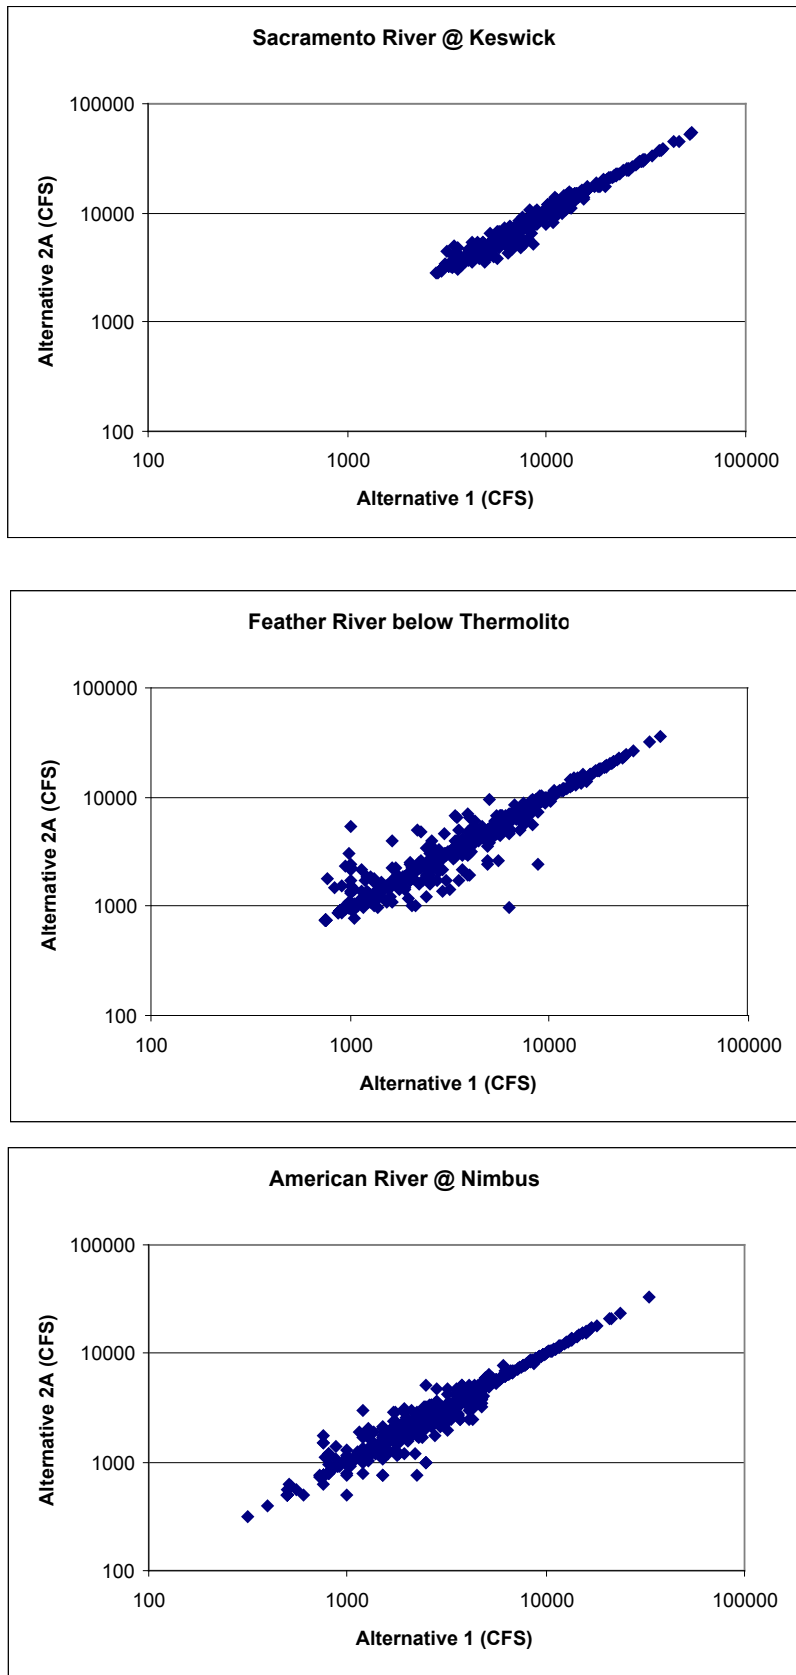 Sacramento River @ Keswick
100000
10000
1000
100
Alternative 2A (CFS)
100 1000 10000 100000
Alternative 1 (CFS)
Feather River below Thermolito
100000
10000
1000
100
Alternative 2A (CFS)
100 1000 10000 100000
Alternative 1 (CFS)
American River @ Nimbus
100000
10000
1000
100
Alternative 2A (CFS)
100 1000 10000 100000
Alternative 1 (CFS)